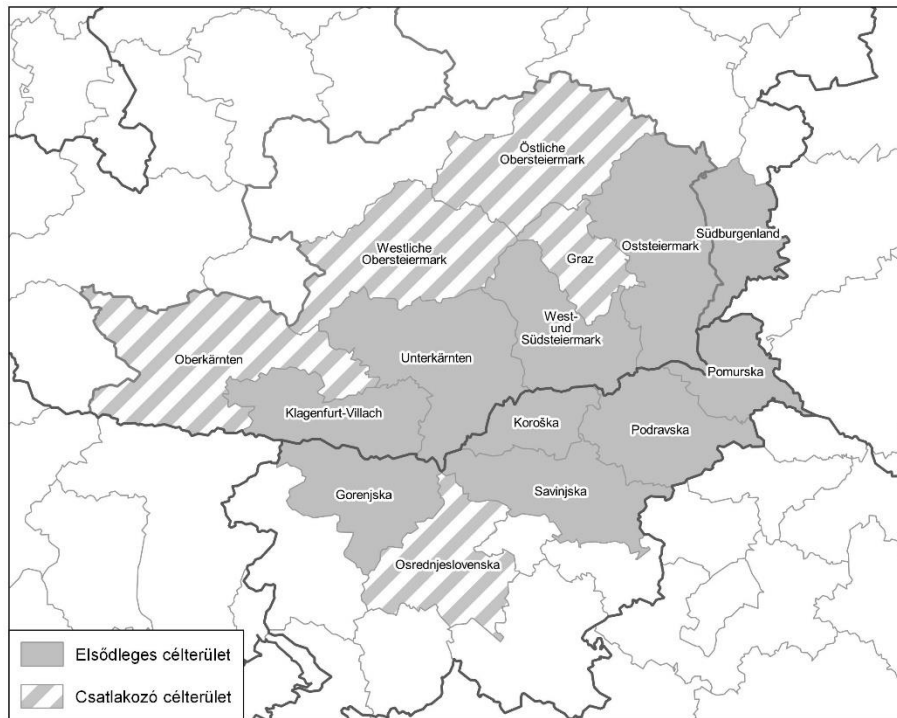 Östliche
Obersteiermark
Südburgenland
Oststeiermark
Westliche
Obersteiermark
Graz
West-
und
Südsteiermark
Oberkärnten
Unterkärnten
Pomurska
Klagenfurt-Villach
Koroška
Podravska
Gorenjska
Savinjska
Osrednjeslovenska
Elsődleges célterület
Csatlakozó célterület